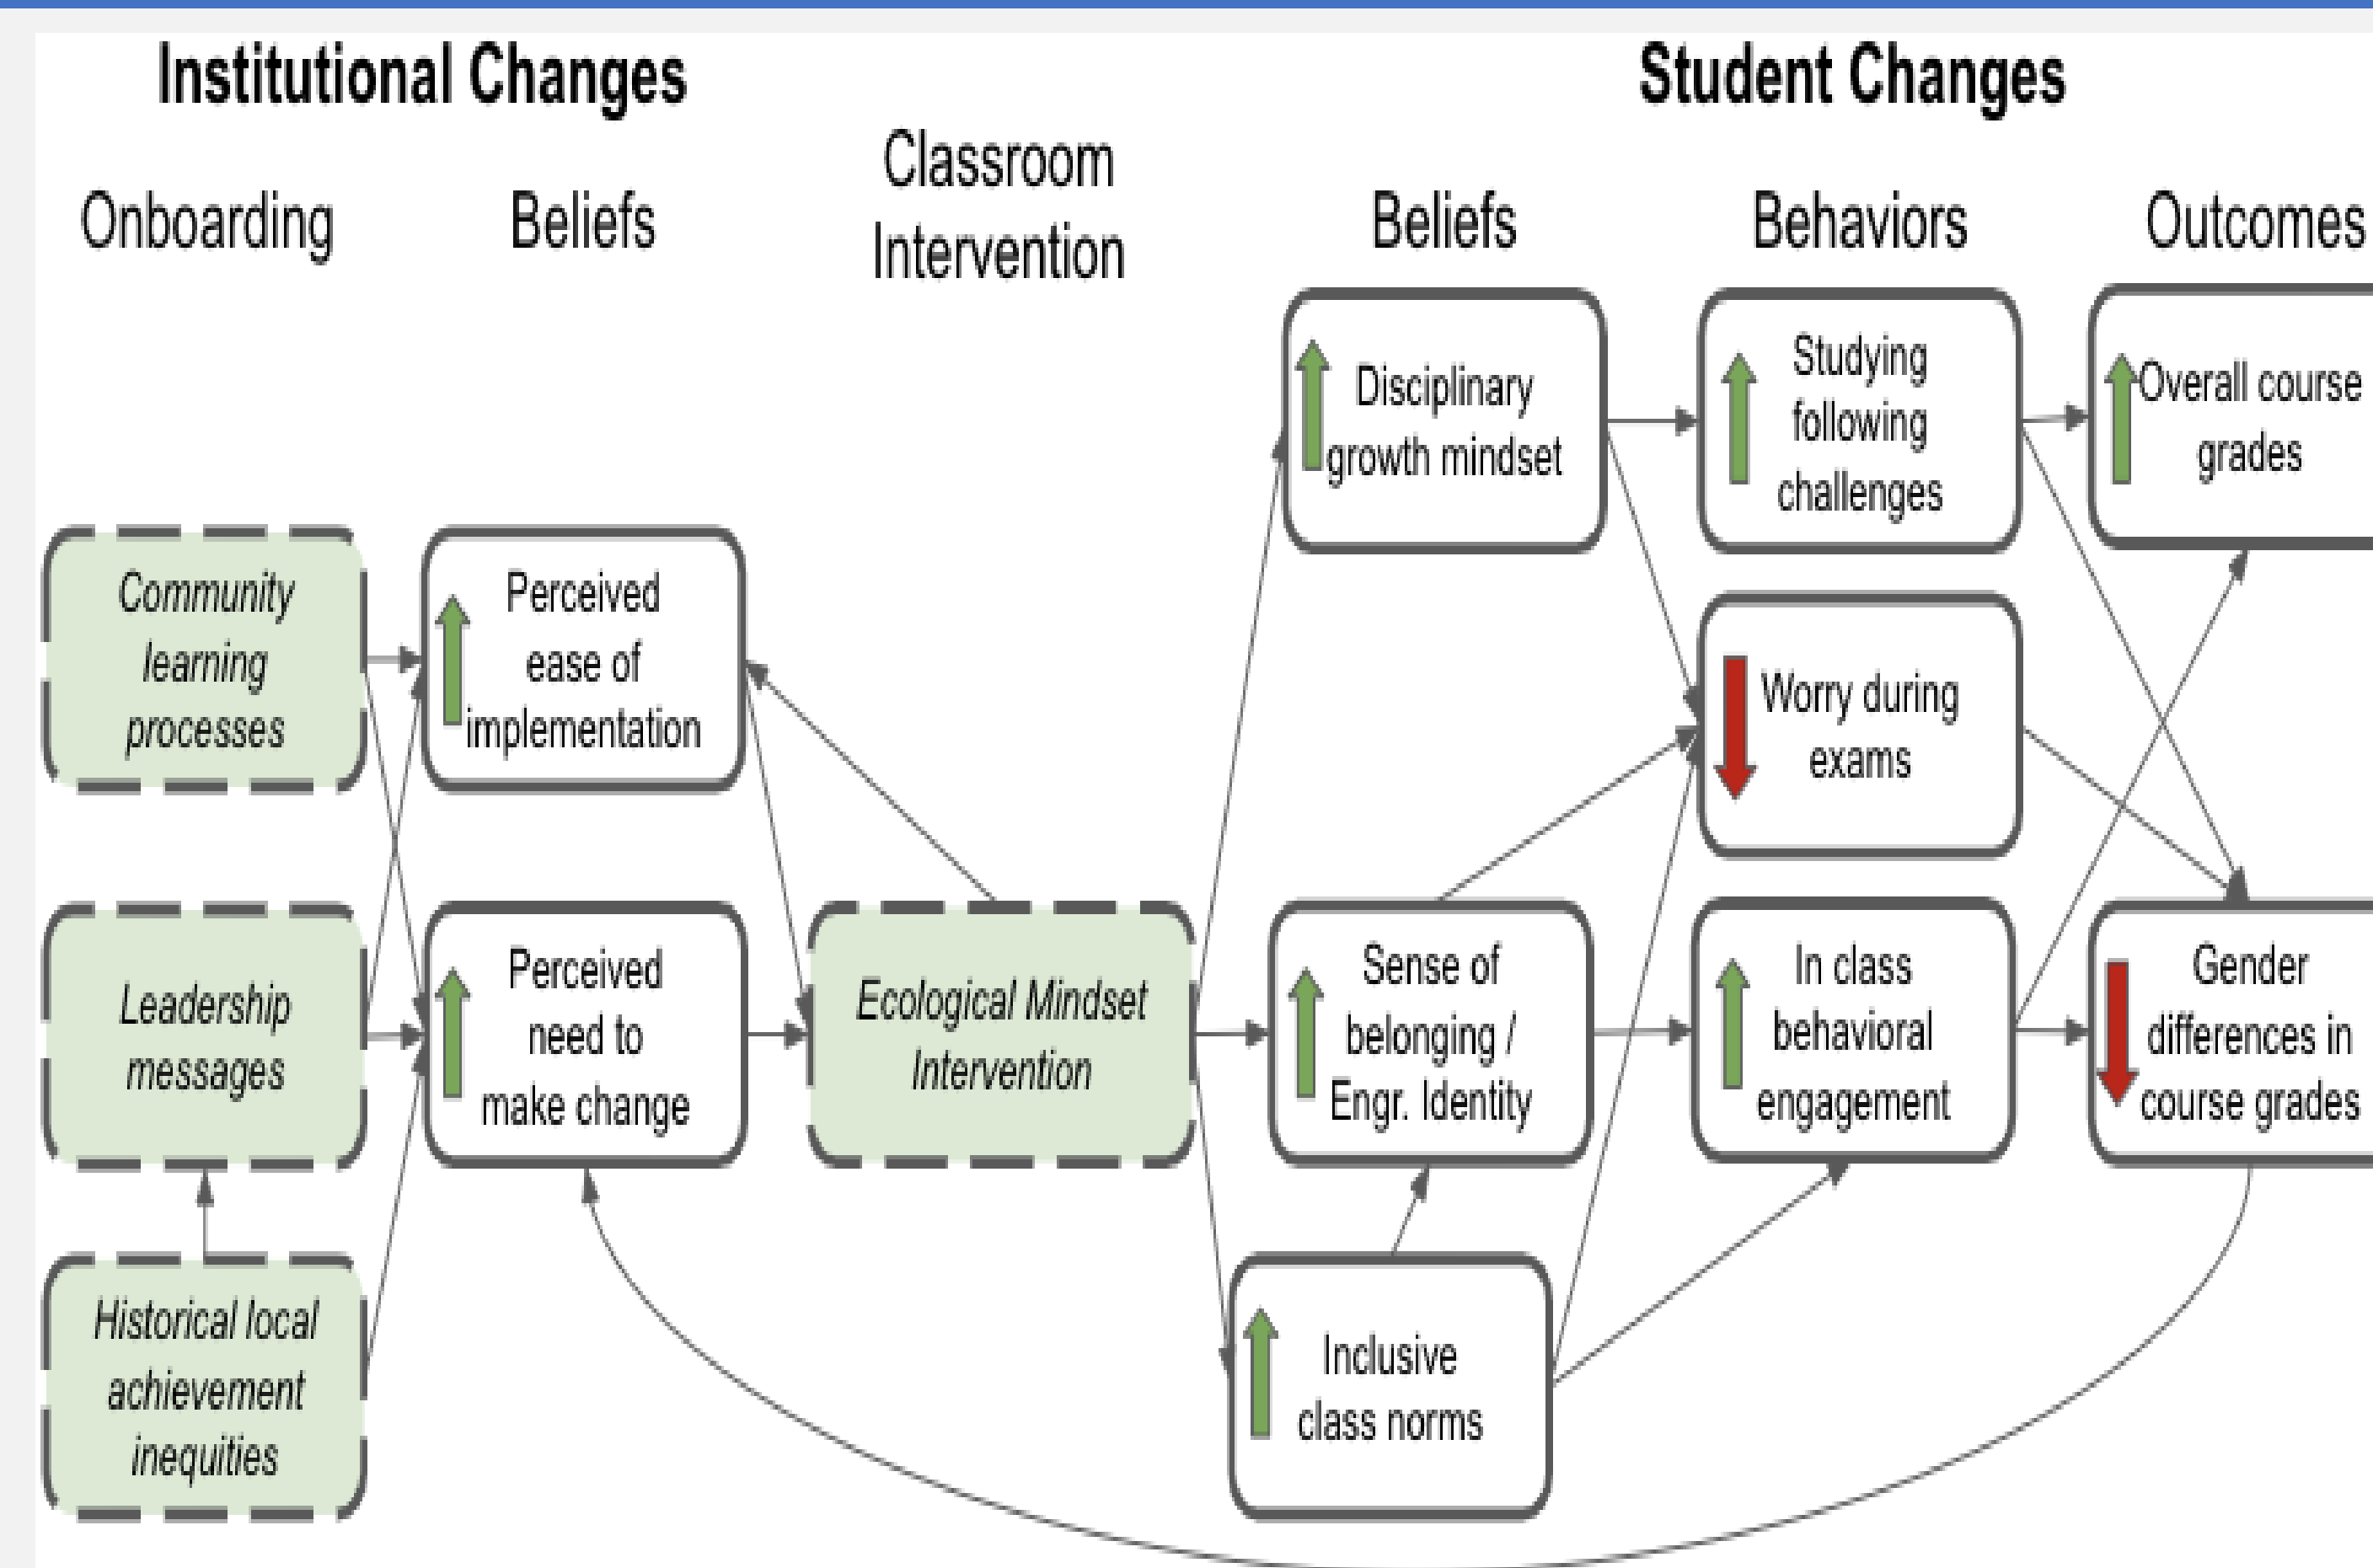 Institutional Changes
Student Changes
Onboarding
Beliefs
Classroom
Intervention
Beliefs
Behaviors
Outcomes
Community
learning
processes
Leadership
messages
Historical local
achievement
inequities
Perceived
ease of
implementation
Perceived
need to
make change
Ecological Mindset
Intervention
Disciplinary
growth mindset
Sense of
belonging /
Engr. Identity
Inclusive
class norms
Studying
following
challenges
Worry during
exams
In class
behavioral
engagement
Overall course
grades
Gender
differences in
course grades